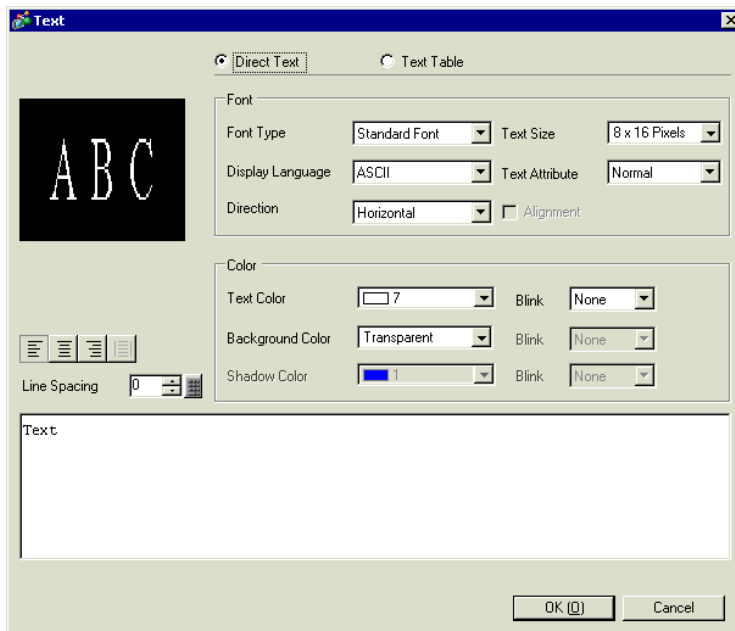 Text
Direct Text Text Table
Font
Font Type Standard Font Text Size 8 x 16 Pixels
Display Language ASCII Text Attribute Normal
Direction Horizontal Alignment
ABC
Color
Text Color 7 Blink None
Background Color Transparent Blink None
Shadow Color 1 Blink None
Line Spacing 0
Text
OK (O) Cancel